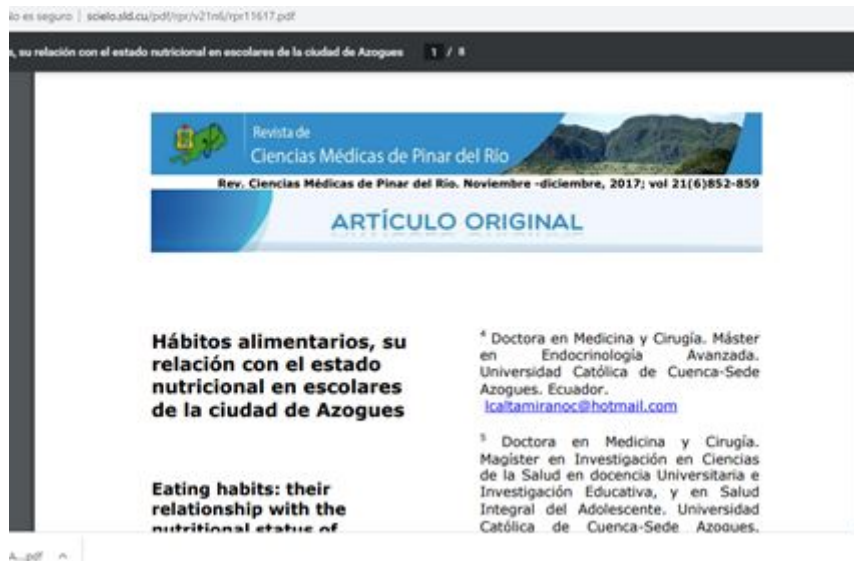 io es seguro | scielo.sld.cu/pdf/rpr/v21n6/rpr11617.pdf
, su relación con el estado nutricional en escolares de la ciudad de Azogues 1 / 8
Revista de
Ciencias Médicas de Pinar del Río
Rev. Ciencias Médicas de Pinar del Río. Noviembre -diciembre, 2017; vol 21(6)852-859
ARTÍCULO ORIGINAL
Hábitos alimentarios, su
relación con el estado
nutricional en escolares
de la ciudad de Azogues
Eating habits: their
relationship with the
nutritional status of
4 Doctora en Medicina y Cirugía. Máster
en Endocrinología Avanzada.
Universidad Católica de Cuenca-Sede
Azogues. Ecuador.
lcaltamiranoc@hotmail.com
5 Doctora en Medicina y Cirugía.
Magíster en Investigación en Ciencias
de la Salud en docencia Universitaria e
Investigación Educativa, y en Salud
Integral del Adolescente. Universidad
Católica de Cuenca-Sede Azogues.
A....pdf